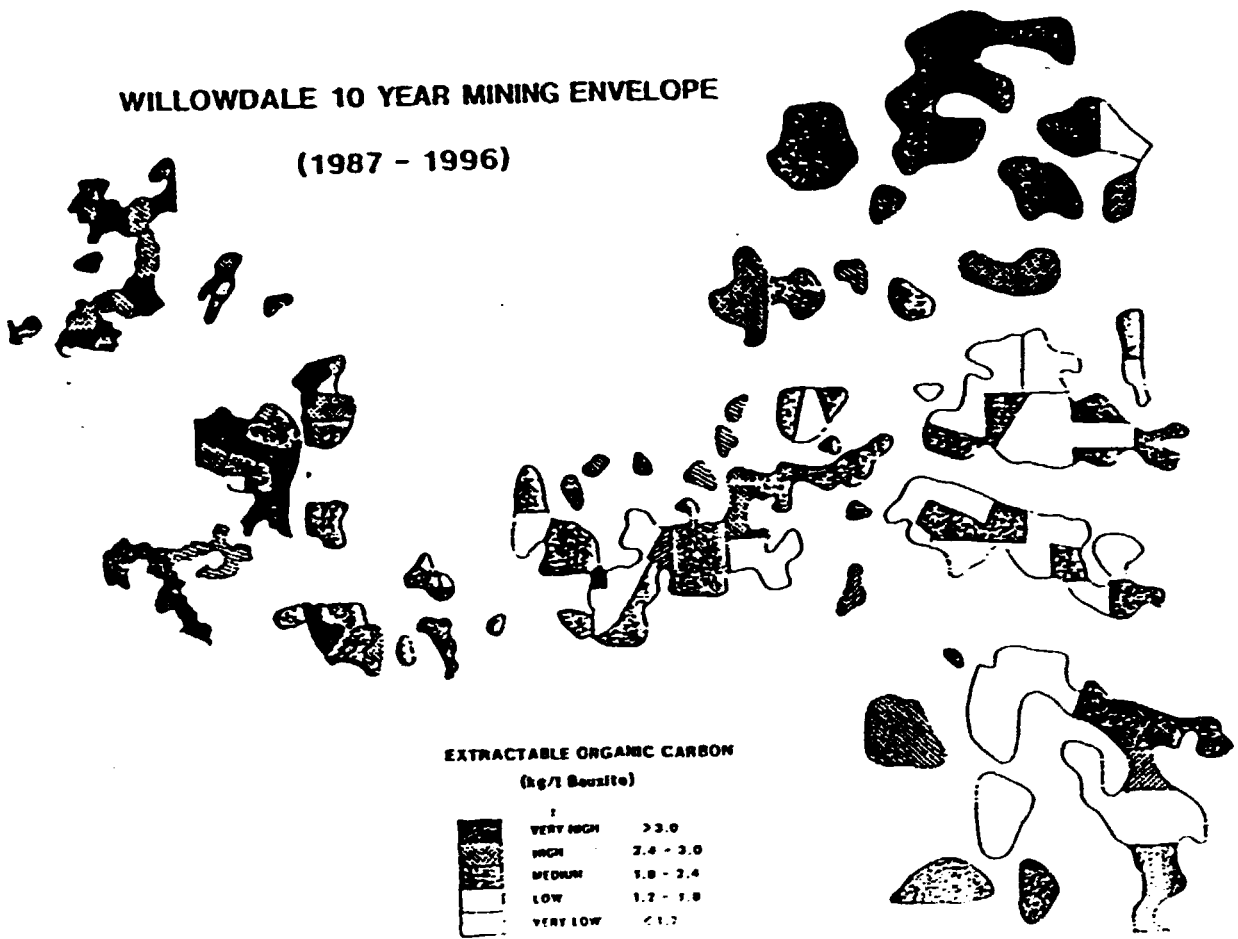 WILLOWDALE 10 YEAR MINING ENVELOPE
(1987 - 1996)
EXTRACTABLE ORGANIC CARBON
(kg/t Bauxite)
VERY HIGH >3.0
HIGH 2.4 - 3.0
MEDIUM 1.8 - 2.4
LOW 1.2 - 1.8
VERY LOW <1.2